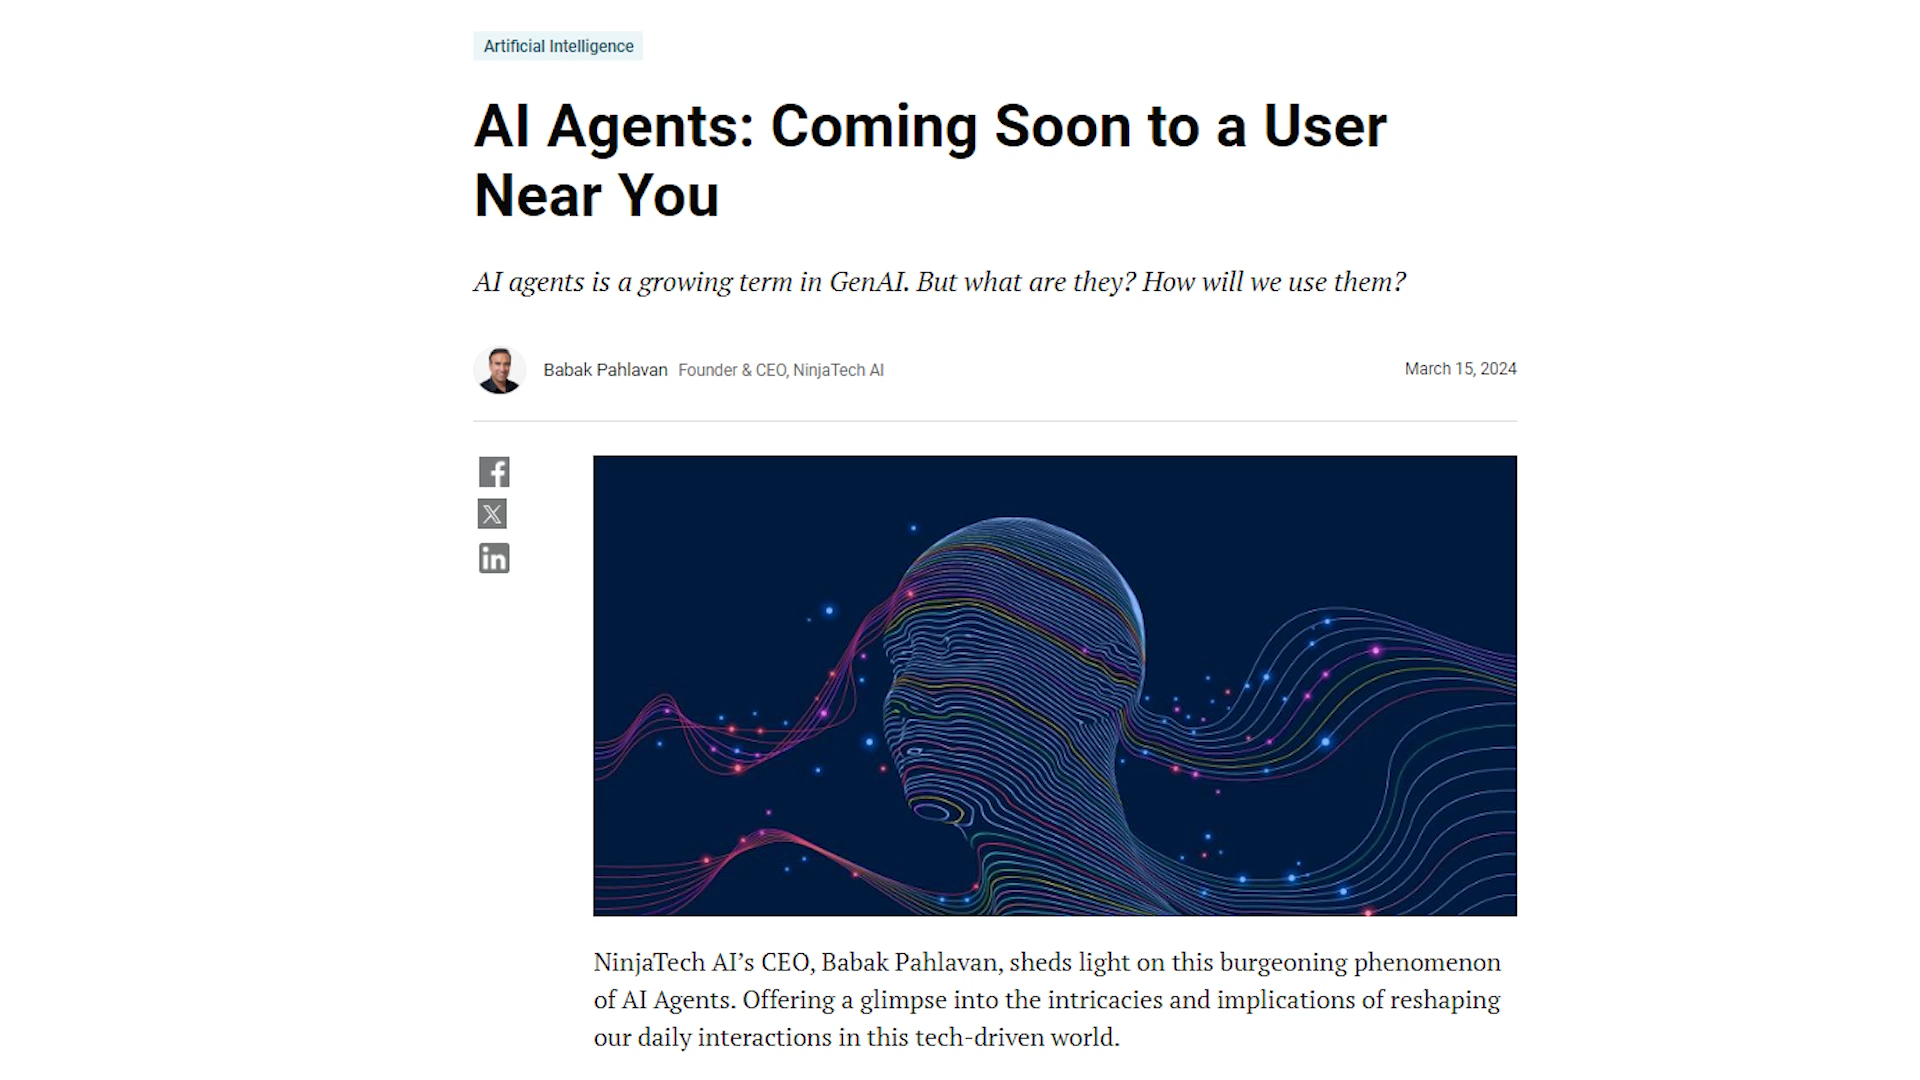 Artificial Intelligence
AI Agents: Coming Soon to a User
Near You
AI agents is a growing term in GenAI. But what are they? How will we use them?
Babak Pahlavan Founder & CEO, NinjaTech AI
March 15, 2024
NinjaTech AI’s CEO, Babak Pahlavan, sheds light on this burgeoning phenomenon
of AI Agents. Offering a glimpse into the intricacies and implications of reshaping
our daily interactions in this tech-driven world.